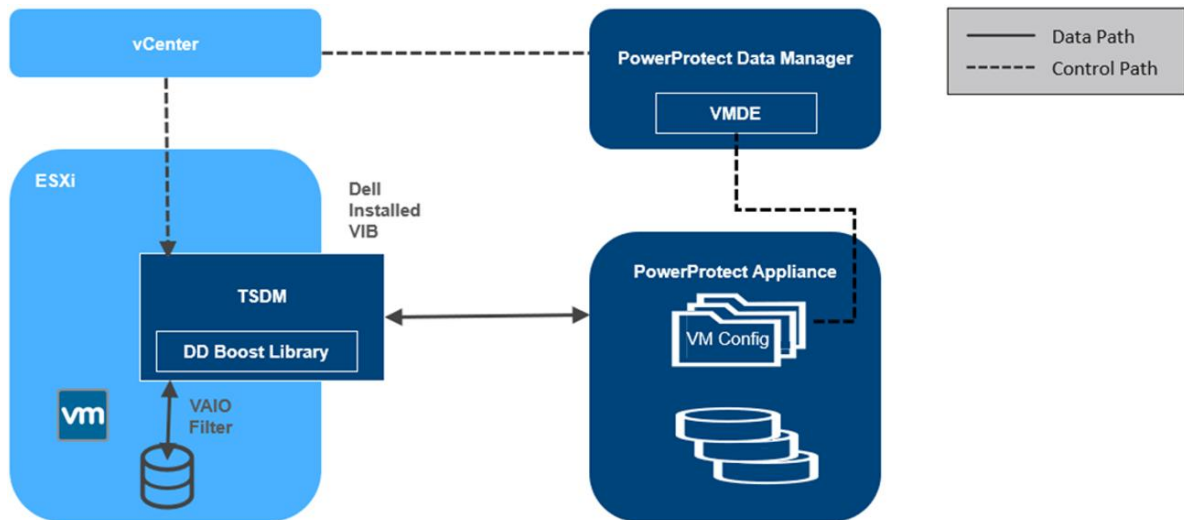 vCenter
PowerProtect Data Manager
VMDE
Data Path
Control Path
ESXi
Dell
Installed
VIB
TSDM
DD Boost Library
PowerProtect Appliance
VM Config
vm
VAIO
Filter